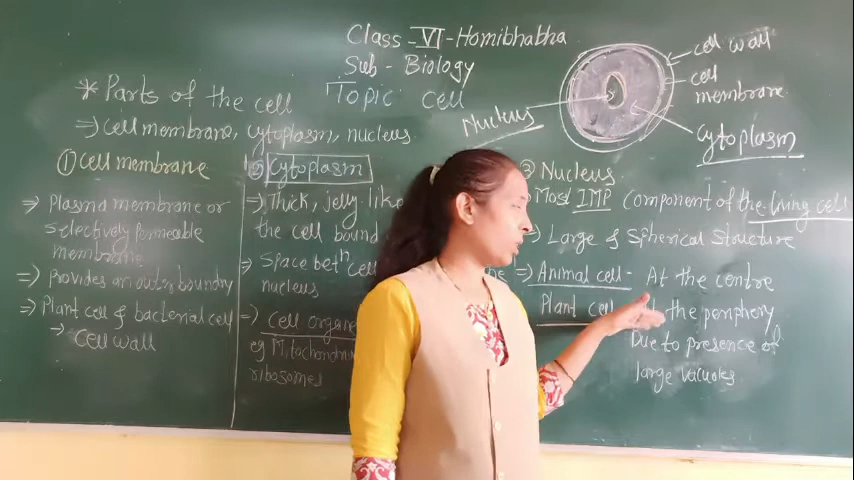 Class - VI - Homibhabha
Sub - Biology
Topic cell
* Parts of the cell
⇒ Cell membrane, cytoplasm, nucleus
① Cell membrane
⇒ Plasma membrane or
selectively permeable
membrane
⇒ Provides an outer boundary
⇒ Plant cell & bacterial cell
→ Cell wall
② Cytoplasm
⇒ Thick, jelly-like
the cell bound
⇒ Space betⁿ cell
nucleus
⇒ Cell organe
eg Mitochondri
ribosomes
③ Nucleus
Most IMP component of the living cell
⇒ Large & Spherical structure
⇒ Animal cell - At the centre
Plant cell the periphery
Due to presence of
large vacuoles
cell wall
cell
membrane
Cytoplasm
Nucleus